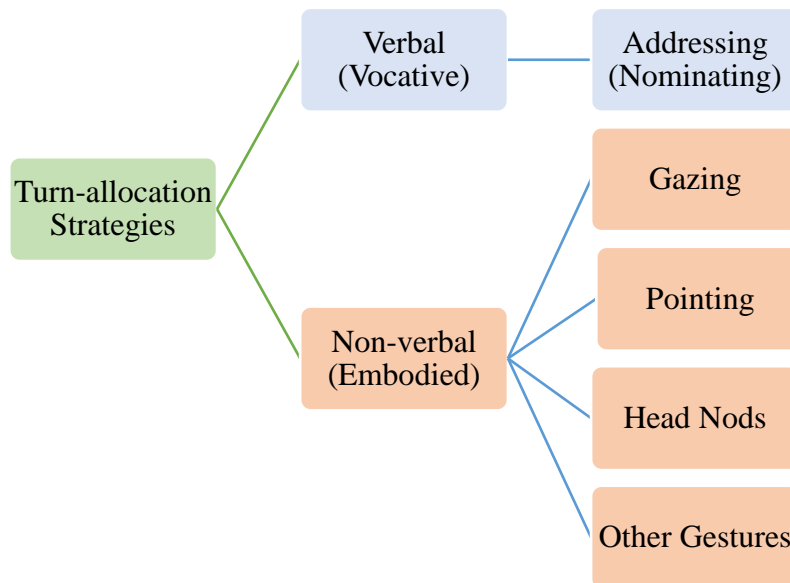 Turn-allocation
Strategies
Verbal
(Vocative)
Addressing
(Nominating)
Non-verbal
(Embodied)
Gazing
Pointing
Head Nods
Other Gestures